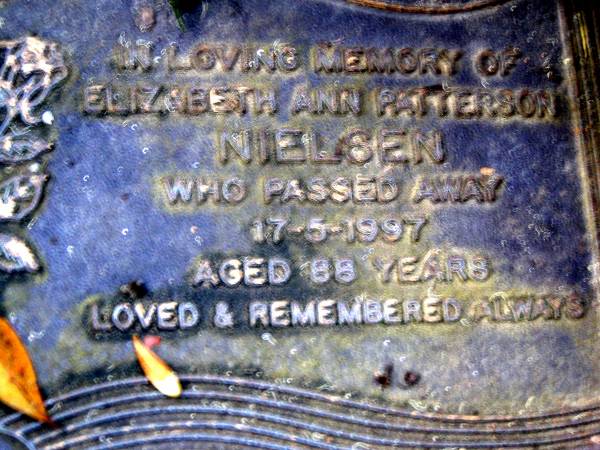 IN LOVING MEMORY OF
ELIZABETH ANN PATTERSON
NIELSEN
WHO PASSED AWAY
17-5-1997
AGED 88 YEARS
LOVED & REMEMBERED ALWAYS